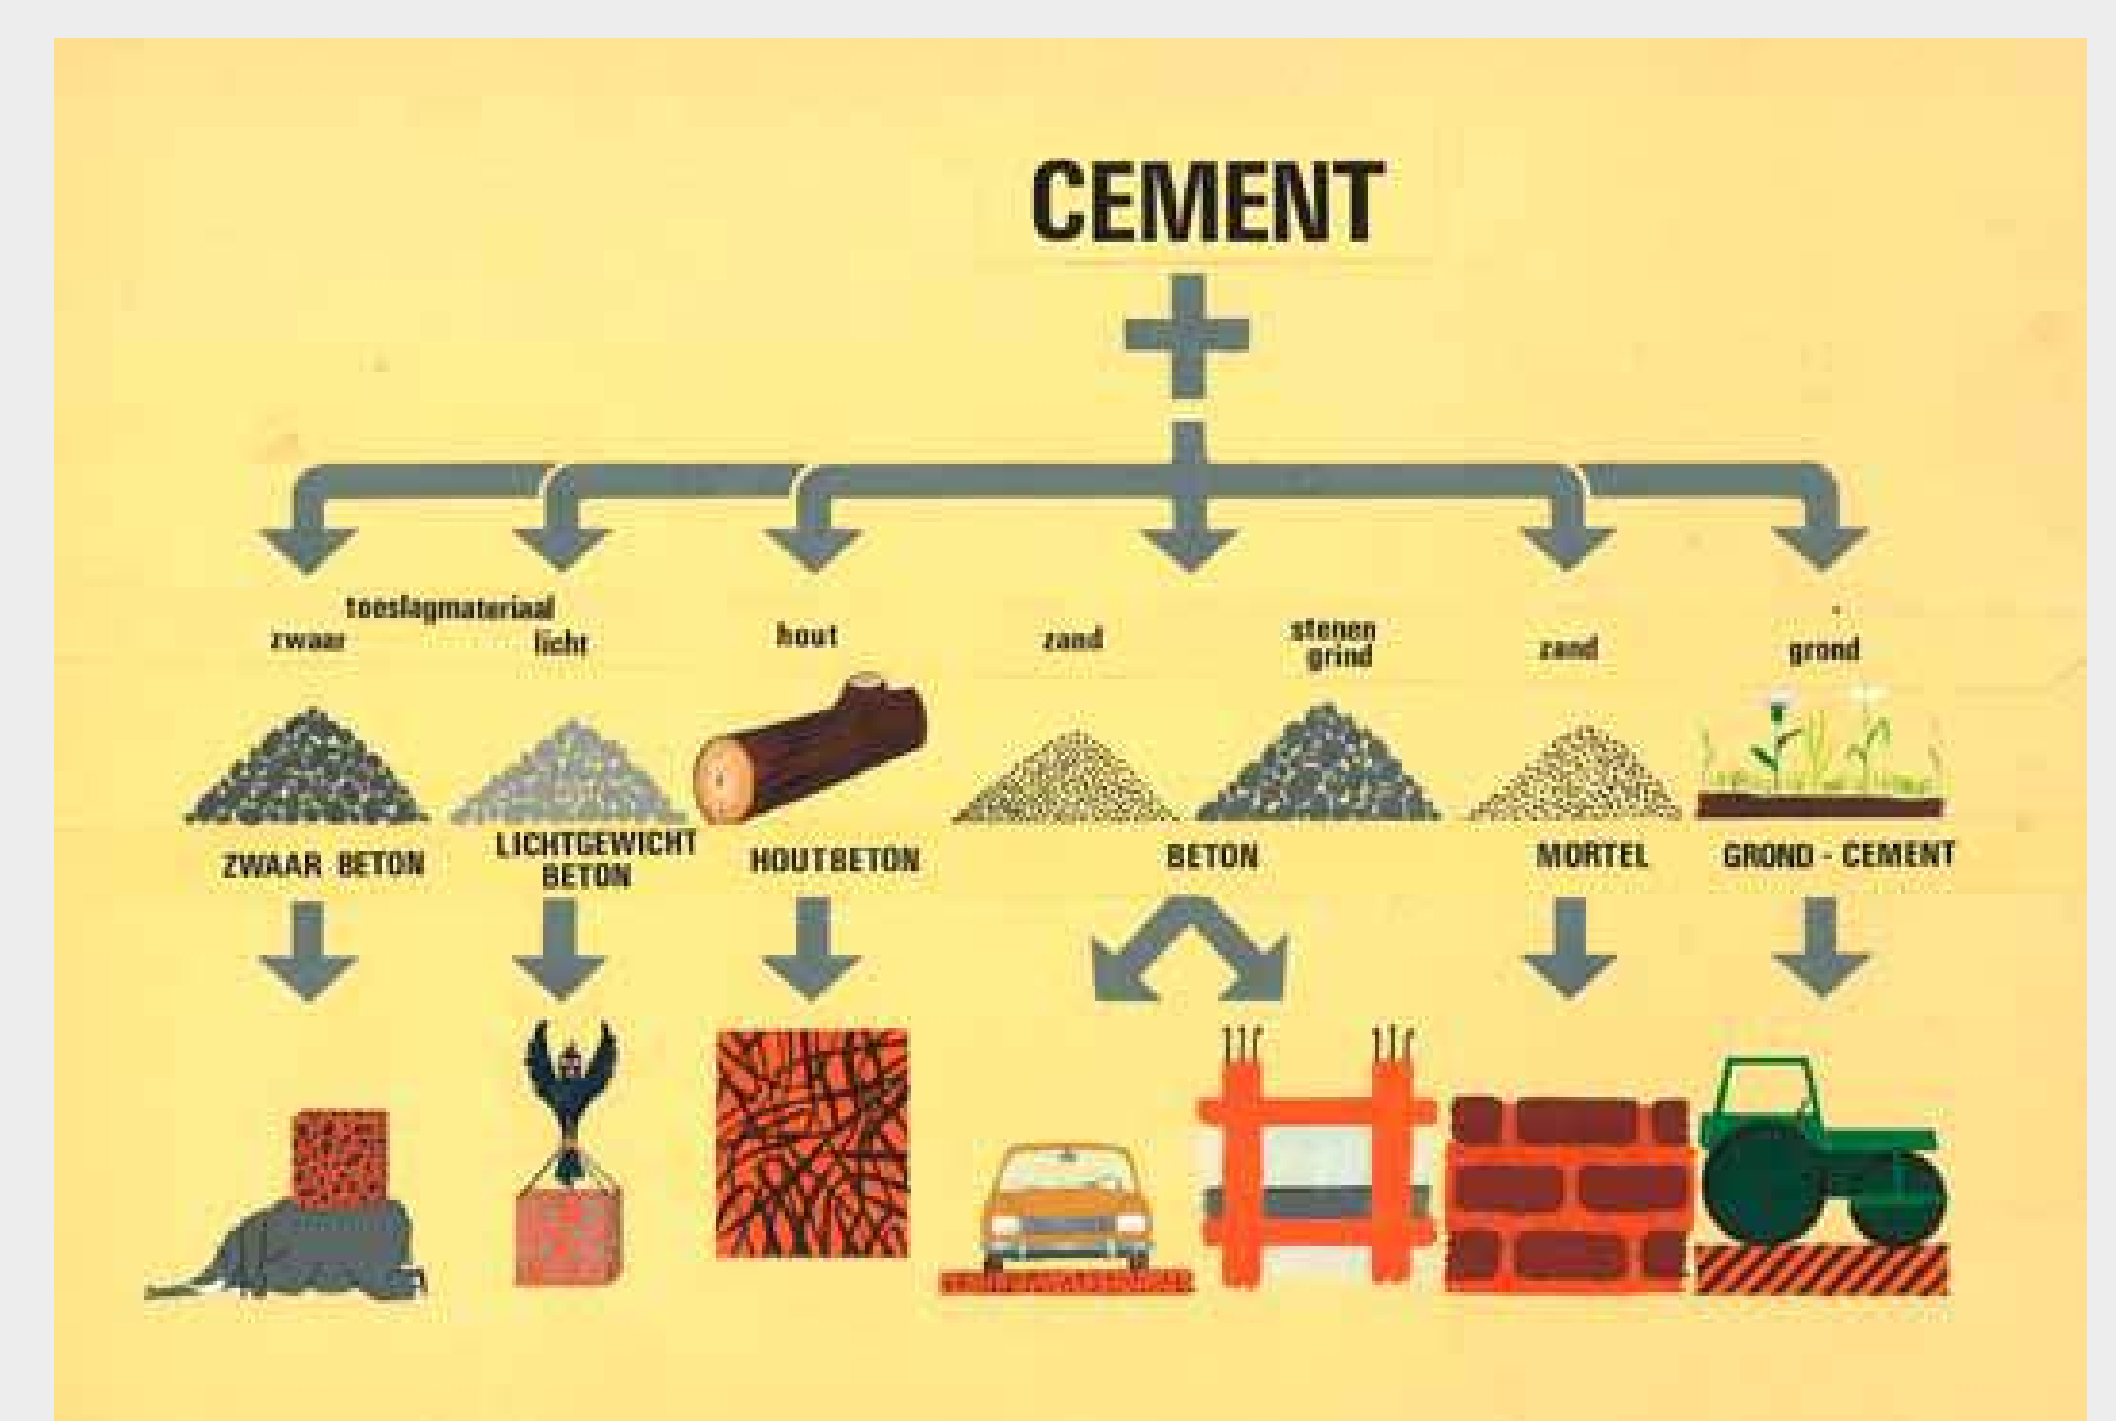 CEMENT
toeslagmateriaal
zwaar
licht
hout
zand
stenen
grind
zand
grond
ZWAAR BETON
LICHTGEWICHT
BETON
HOUTBETON
BETON
MORTEL
GROND - CEMENT